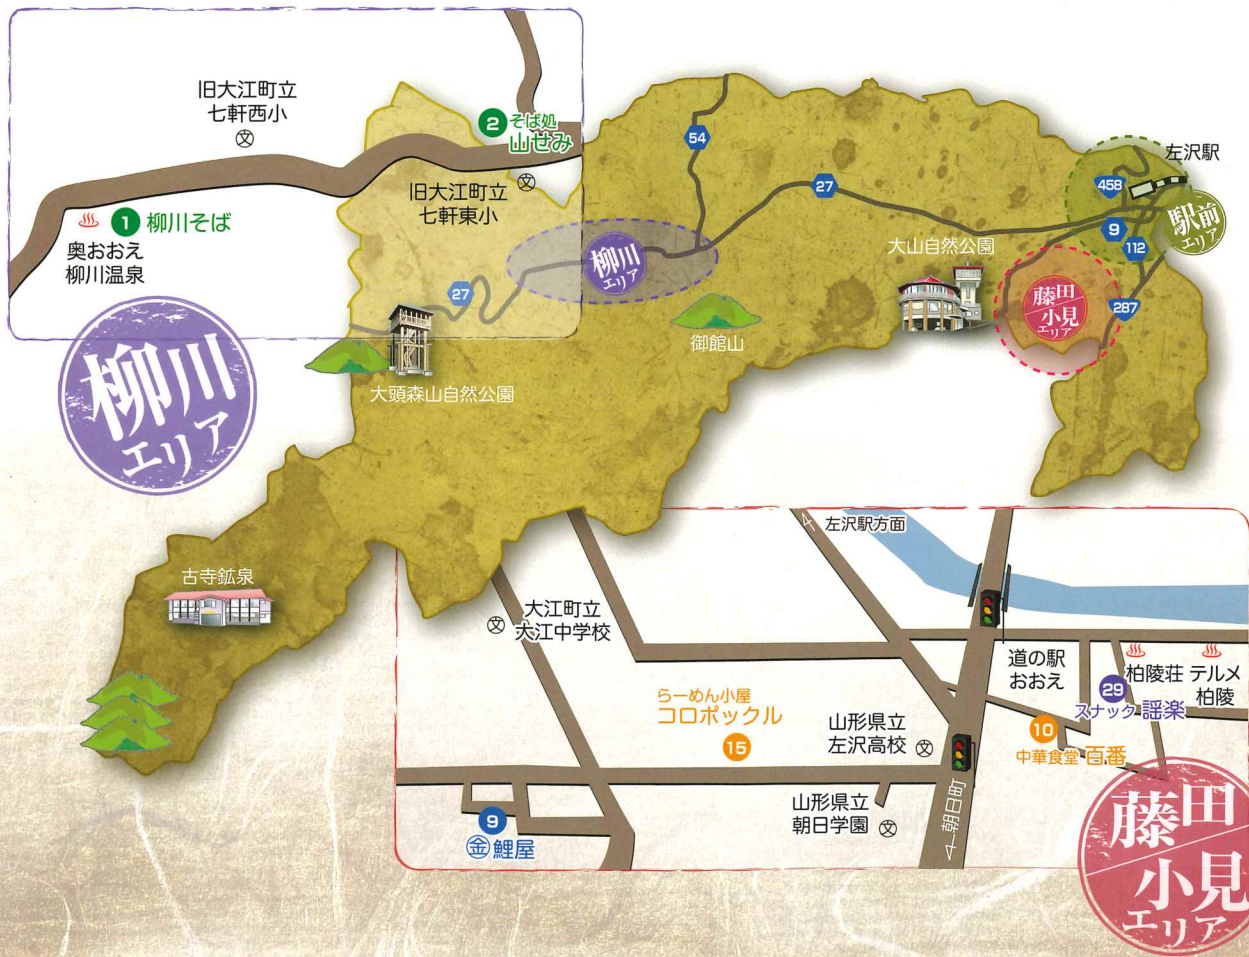 旧大江町立
七軒西小
文
2
そば処
山せみ
旧大江町立
七軒東小
文
1
柳川そば
奥おおえ
柳川温泉
27
柳川
エリア
54
27
458
左沢駅
9
112
駅前
エリア
287
柳川
エリア
大山自然公園
藤田
小見
エリア
御館山
大頭森山自然公園
古寺鉱泉
左沢駅方面
文
大江町立
大江中学校
道の駅
おおえ
柏陵荘
テルメ
柏陵
29
スナック 謡楽
らーめん小屋
コロポックル
15
山形県立
左沢高校
文
10
中華食堂 百番
山形県立
朝日学園
文
朝日町
9
金 鯉屋
藤田
小見
エリア